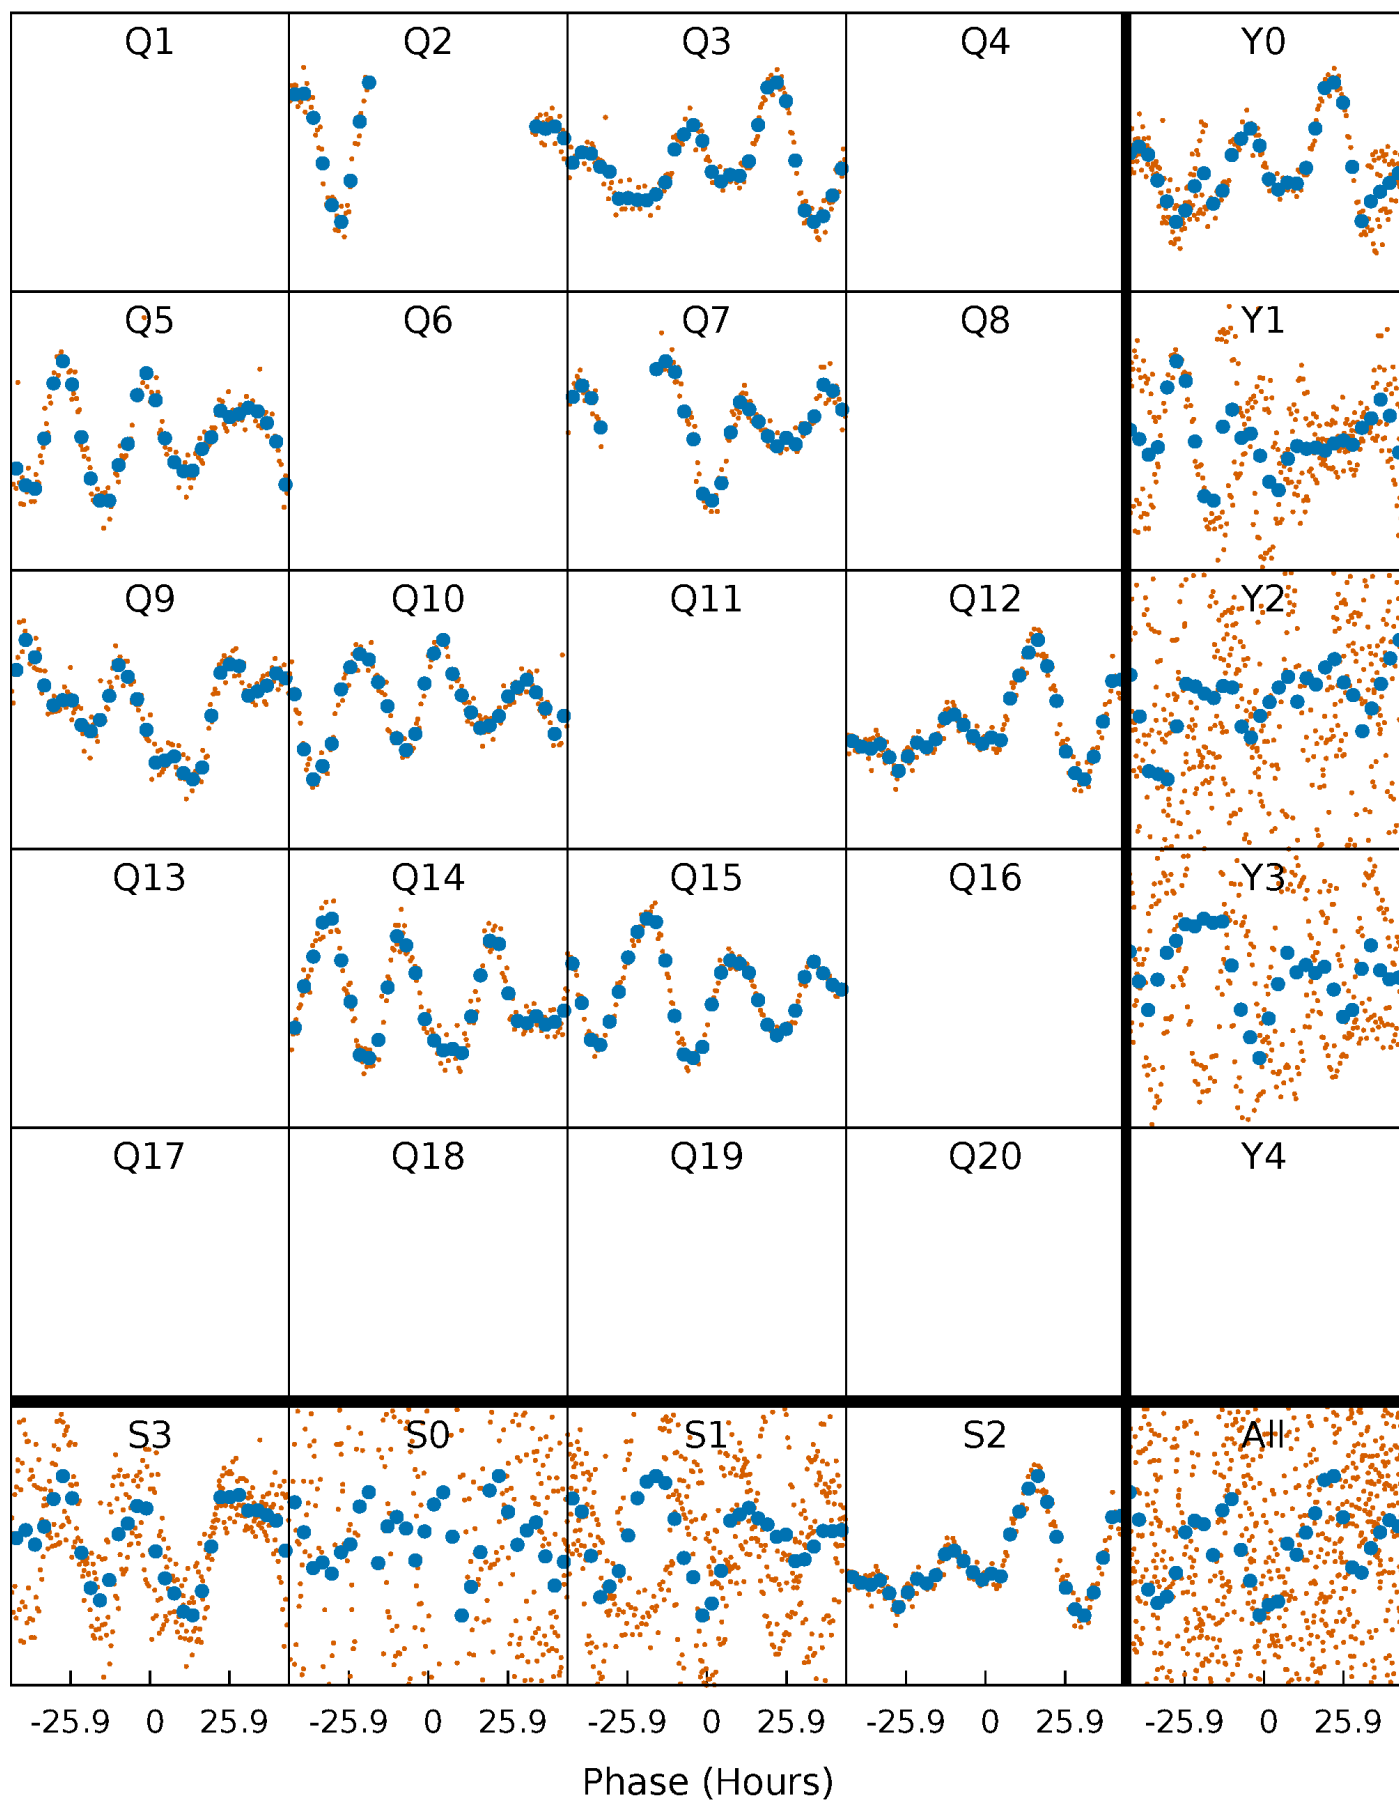 Q1 Q2 Q3 Q4 Y0
Q5 Q6 Q7 Q8 Y1
Q9 Q10 Q11 Q12 Y2
Q13 Q14 Q15 Q16 Y3
Q17 Q18 Q19 Q20 Y4
S3 S0 S1 S2 All
-25.9 0 25.9 -25.9 0 25.9 -25.9 0 25.9 -25.9 0 25.9 -25.9 0 25.9
Phase (Hours)